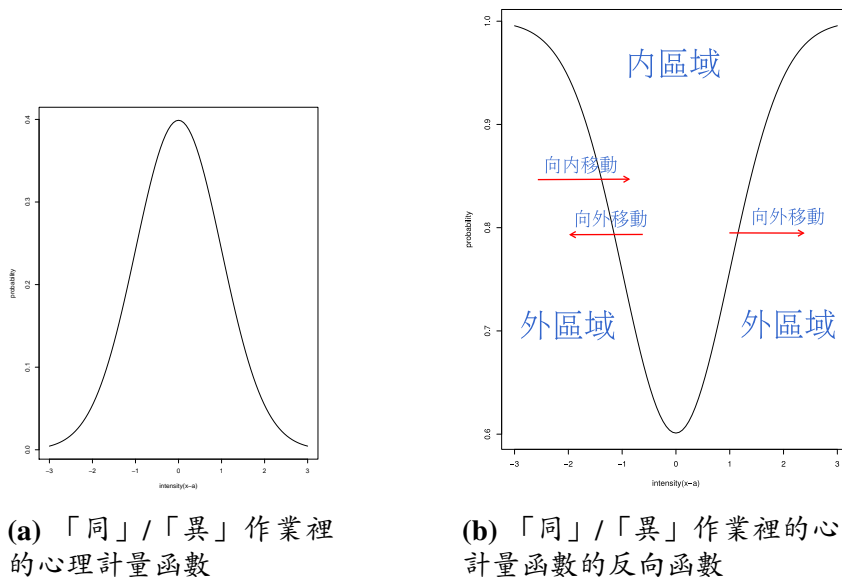 0.4
0.3
0.2
0.1
0.0
probability
−3 −2 −1 0 1 2 3
intensity(x−a)
(a) 「同」/「異」作業裡
的心理計量函數
1.0
0.9
0.8
0.7
0.6
probability
內區域
向內移動
向外移動
向外移動
外區域
外區域
−3 −2 −1 0 1 2 3
intensity(x−a)
(b) 「同」/「異」作業裡的心
計量函數的反向函數